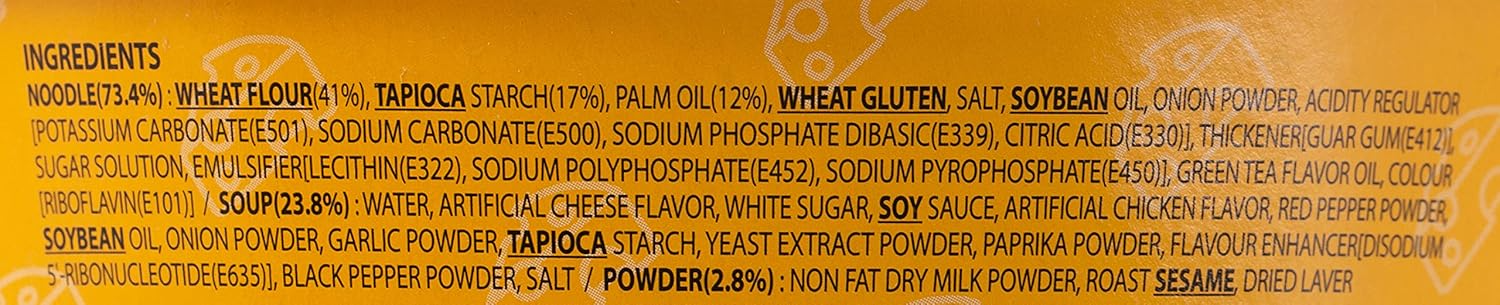 INGREDIENTS
NOODLE(73.4%) : WHEAT FLOUR(41%), TAPIOCA STARCH(17%), PALM OIL(12%), WHEAT GLUTEN, SALT, SOYBEAN OIL, ONION POWDER, ACIDITY REGULATOR
[POTASSIUM CARBONATE(E501), SODIUM CARBONATE(E500), SODIUM PHOSPHATE DIBASIC(E339), CITRIC ACID(E330)], THICKENER[GUAR GUM(E412)],
SUGAR SOLUTION, EMULSIFIER[LECITHIN(E322), SODIUM POLYPHOSPHATE(E452), SODIUM PYROPHOSPHATE(E450)], GREEN TEA FLAVOR OIL, COLOUR
[RIBOFLAVIN(E101)] / SOUP(23.8%) : WATER, ARTIFICIAL CHEESE FLAVOR, WHITE SUGAR, SOY SAUCE, ARTIFICIAL CHICKEN FLAVOR, RED PEPPER POWDER,
SOYBEAN OIL, ONION POWDER, GARLIC POWDER, TAPIOCA STARCH, YEAST EXTRACT POWDER, PAPRIKA POWDER, FLAVOUR ENHANCER[DISODIUM
5'-RIBONUCLEOTIDE(E635)], BLACK PEPPER POWDER, SALT / POWDER(2.8%) : NON FAT DRY MILK POWDER, ROAST SESAME, DRIED LAVER